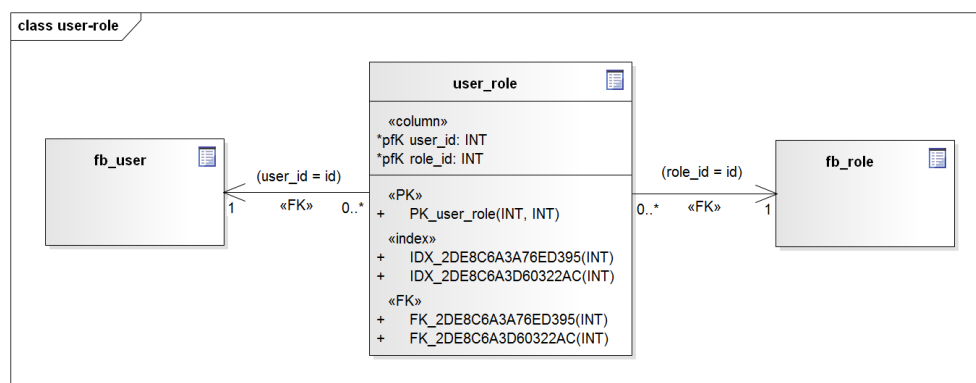 class user-role
user_role
«column»
*pfK user_id: INT
*pfK role_id: INT
«PK»
+ PK_user_role(INT, INT)
«index»
+ IDX_2DE8C6A3A76ED395(INT)
+ IDX_2DE8C6A3D60322AC(INT)
«FK»
+ FK_2DE8C6A3A76ED395(INT)
+ FK_2DE8C6A3D60322AC(INT)
fb_user
(user_id = id)
1 «FK» 0..*
fb_role
(role_id = id)
0..* «FK» 1